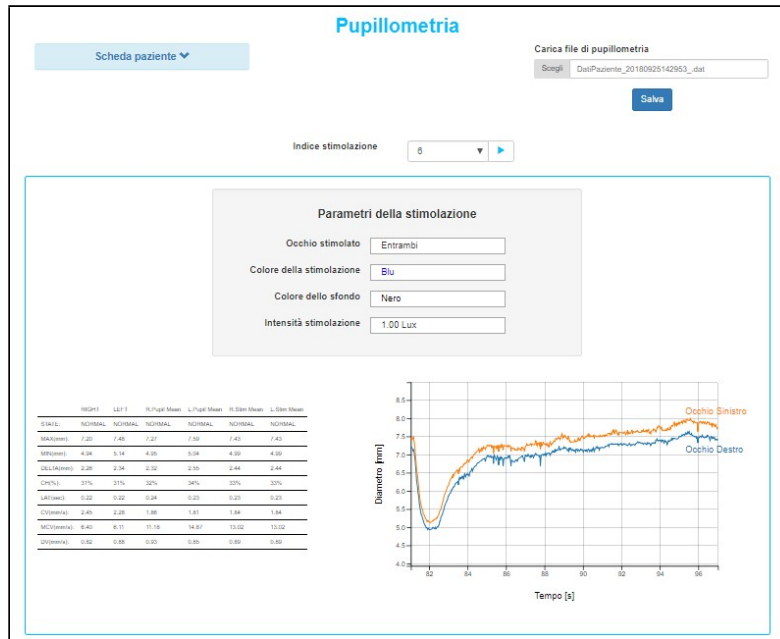 Pupillometria
Scheda paziente
Carica file di pupillometria
Scegli DatiPaziente_20180925142953_.dat
Salva
Indice stimolazione 6
Parametri della stimolazione
Occhio stimolato Entrambi
Colore della stimolazione Blu
Colore dello sfondo Nero
Intensità stimolazione 1.00 Lux
RIGHT LEFT R.Pupil Mean L.Pupil Mean R.Stim Mean L.Stim Mean
STATE: NORMAL NORMAL NORMAL NORMAL NORMAL NORMAL
MAX(mm): 7.20 7.48 7.27 7.59 7.43 7.43
MIN(mm): 4.94 5.14 4.95 5.04 4.99 4.99
DELTA(mm): 2.26 2.34 2.32 2.55 2.44 2.44
CH(%): 31% 31% 32% 34% 33% 33%
LAT(sec): 0.22 0.22 0.24 0.23 0.23 0.23
CV(mm/s): 2.45 2.28 1.88 1.81 1.84 1.84
MCV(mm/s): 6.40 6.11 11.18 14.87 13.02 13.02
DV(mm/s): 0.82 0.86 0.93 0.85 0.89 0.89
8.5
8.0
7.5
7.0
6.5
6.0
5.5
5.0
4.5
4.0
Diametro [mm]
Occhio Sinistro
Occhio Destro
82 84 86 88 90 92 94 96
Tempo [s]